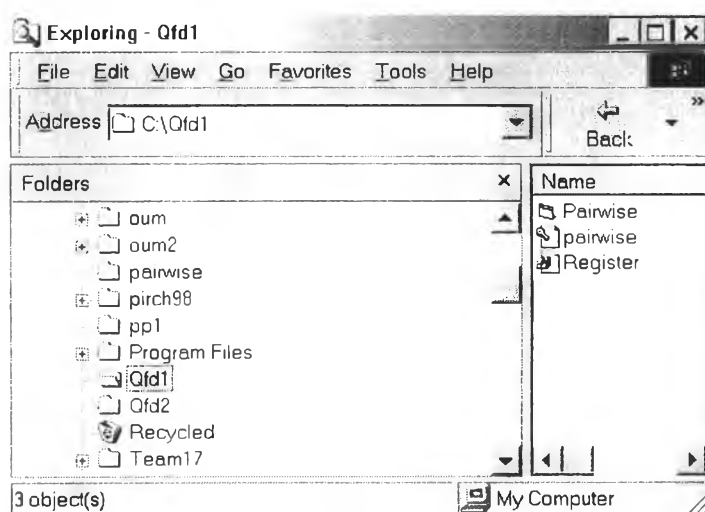 Exploring - Qfd1
File Edit View Go Favorites Tools Help
Address C:\Qfd1
Back
»
Folders
oum
oum2
pairwise
pirch98
pp1
Program Files
Qfd1
Qfd2
Recycled
Team17
Name
Pairwise
pairwise
Register
3 object(s)
My Computer